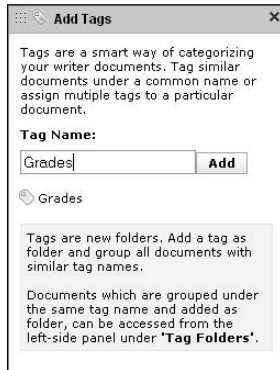 Add Tags
Tags are a smart way of categorizing
your writer documents. Tag similar
documents under a common name or
assign mutiple tags to a particular
document.
Tag Name:
Grades
Add
Grades
Tags are new folders. Add a tag as
folder and group all documents with
similar tag names.
Documents which are grouped under
the same tag name and added as
folder, can be accessed from the
left-side panel under 'Tag Folders'.